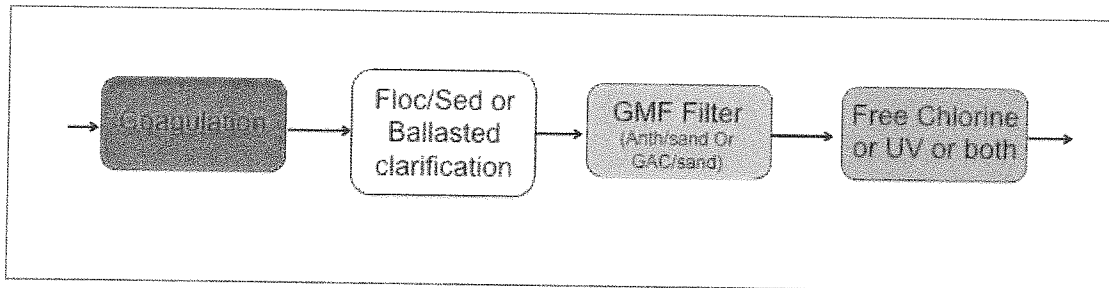 Coagulation
Floc/Sed or
Ballasted
clarification
GMF Filter
(Anth/sand Or
GAC/sand)
Free Chlorine
or UV or both